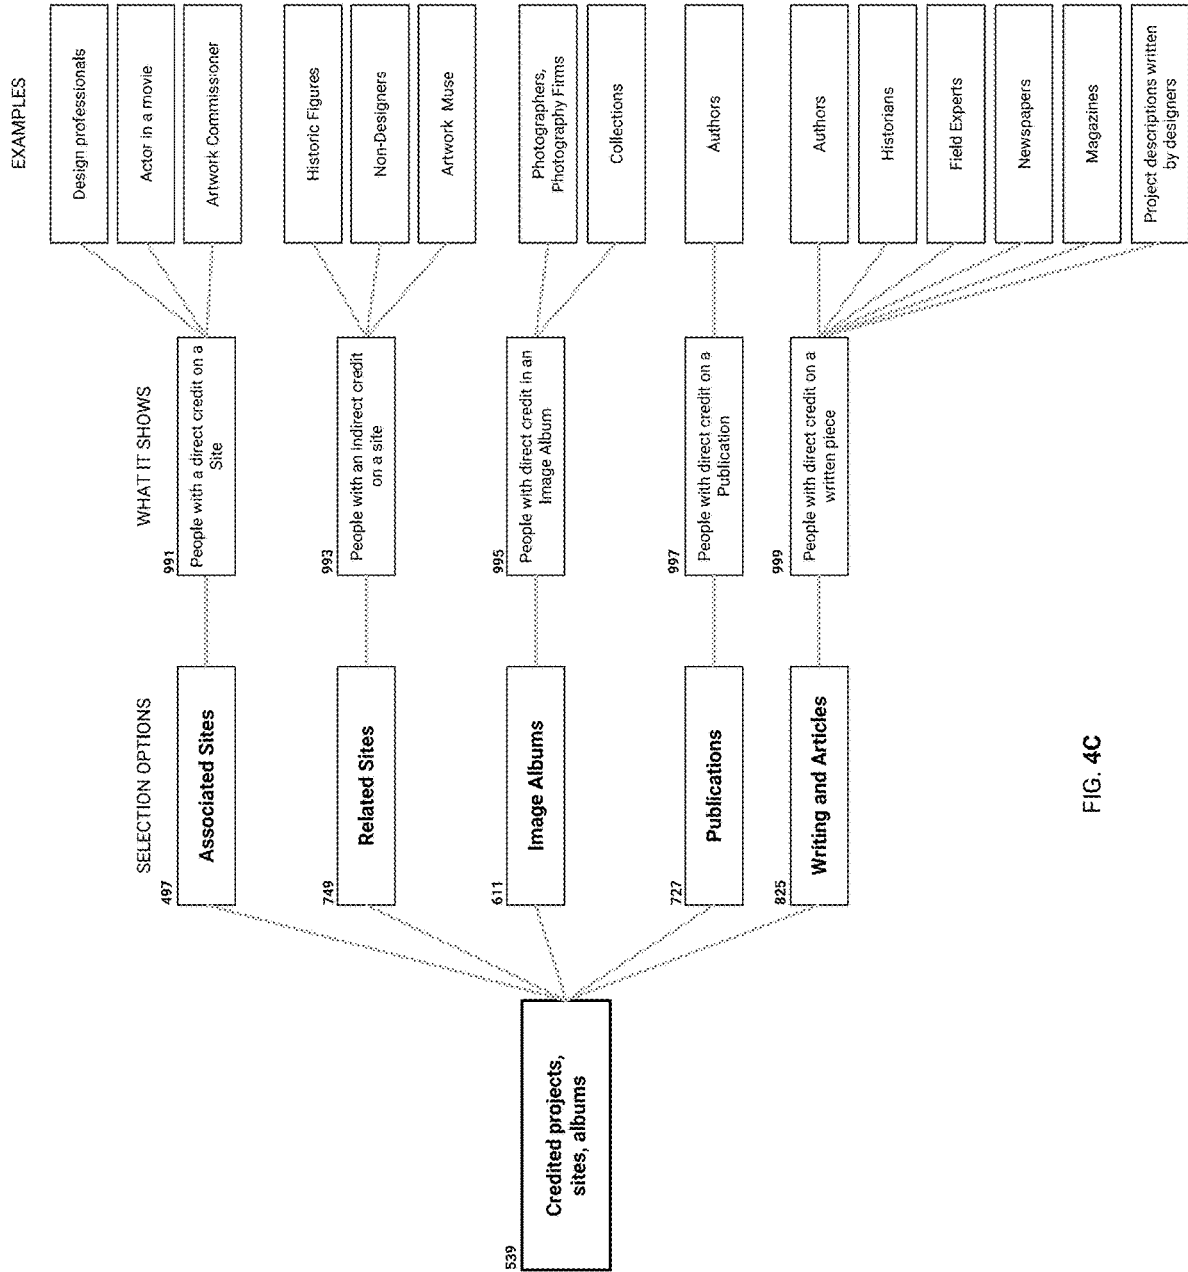 SELECTION OPTIONS
WHAT IT SHOWS
EXAMPLES
539
Credited projects,
sites, albums
497
Associated Sites
991
People with a direct credit on a
Site
Design professionals
Actor in a movie
Artwork Commissioner
749
Related Sites
993
People with an indirect credit
on a site
Historic Figures
Non-Designers
Artwork Muse
611
Image Albums
995
People with direct credit in an
Image Album
Photographers,
Photography Firms
Collections
727
Publications
997
People with direct credit on a
Publication
Authors
825
Writing and Articles
999
People with direct credit on a
written piece
Authors
Historians
Field Experts
Newspapers
Magazines
Project descriptions written
by designers
FIG. 4C